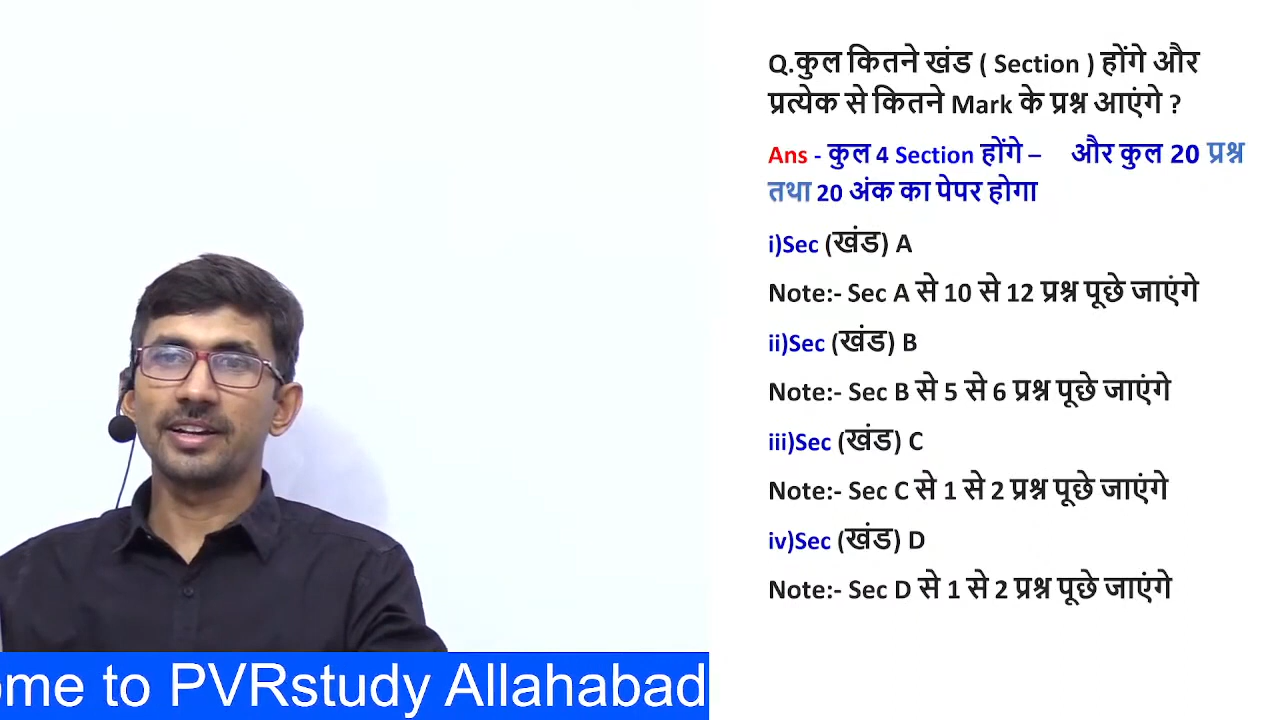 Q.कुल कितने खंड ( Section ) होंगे और
प्रत्येक से कितने Mark के प्रश्न आएंगे ?
Ans - कुल 4 Section होंगे – और कुल 20 प्रश्न
तथा 20 अंक का पेपर होगा
i)Sec (खंड) A
Note:- Sec A से 10 से 12 प्रश्न पूछे जाएंगे
ii)Sec (खंड) B
Note:- Sec B से 5 से 6 प्रश्न पूछे जाएंगे
iii)Sec (खंड) C
Note:- Sec C से 1 से 2 प्रश्न पूछे जाएंगे
iv)Sec (खंड) D
Note:- Sec D से 1 से 2 प्रश्न पूछे जाएंगे
ome to PVRstudy Allahabad